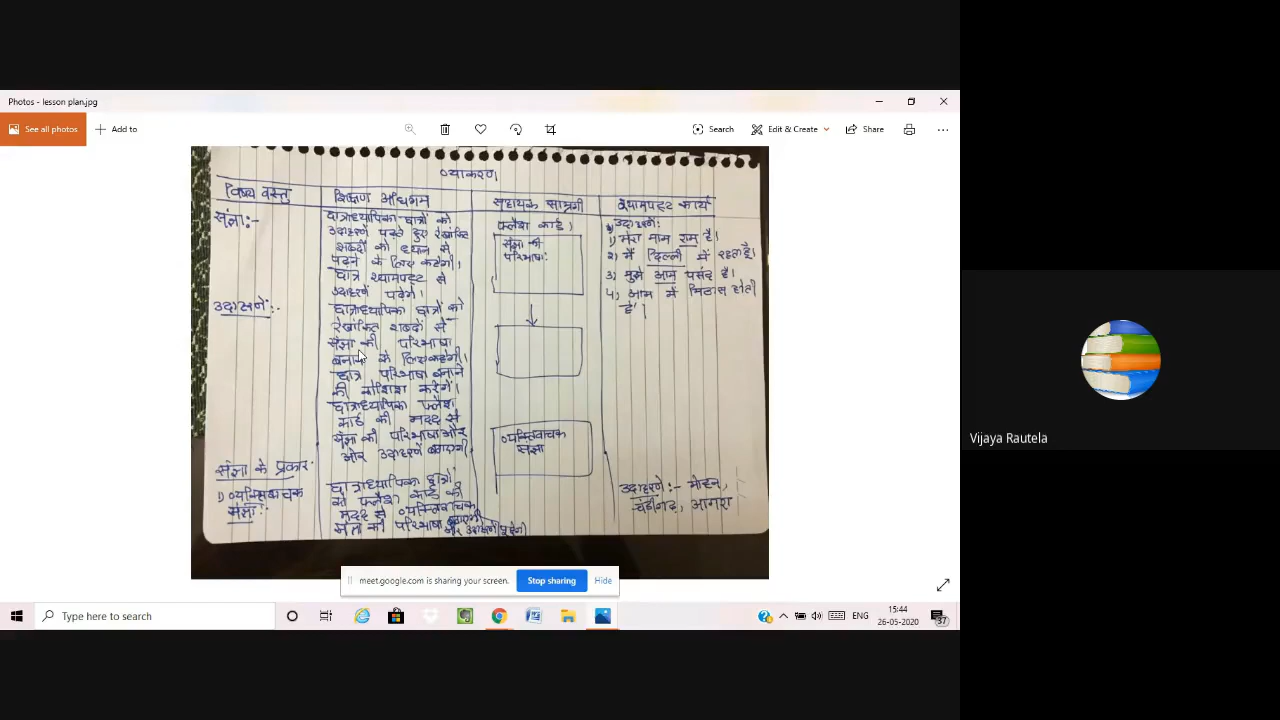 Photos - lesson plan.jpg
See all photos
Add to
Search
Edit & Create
Share
व्याकरण
विषय वस्तु
शिक्षण अधिगम
सहायक सामग्री
श्यामपट्ट कार्य
संज्ञा:-
उदाहरणें:-
संज्ञा के प्रकार
1) व्यक्तिवाचक
संज्ञा:-
छात्राध्यापिका छात्रों को
उदाहरणें पढ़ते हुए रेखांकित
शब्दों को ध्यान से
पढ़ने के लिए कहेगी।
छात्र श्यामपट्ट से
उदाहरणें पढ़ेंगे।
छात्राध्यापिका छात्रों को
रेखांकित शब्दों से
संज्ञा की परिभाषा
बनाने के लिए कहेगी।
छात्र परिभाषा बनाने
की कोशिश करेगें।
छात्राध्यापिका फ्लैश
कार्ड की मदद से
संज्ञा की परिभाषा और
और उदाहरणें बताएगी
छात्राध्यापिका छात्रों
को फ्लैश कार्ड की
मदद से व्यक्तिवाचक
संज्ञा की परिभाषा बताएगी
और उदाहरणें पूछेगी
फ्लैश कार्ड।
संज्ञा की
परिभाषा:
व्यक्तिवाचक
संज्ञा
उदाहरणें:
1) मेरा नाम राम है।
2) मैं दिल्ली में रहता हूँ।
3) मुझे आम पसंद है।
4) आम में मिठास होती
है।
उदाहरणें:- मोहन,
चंडीगढ़, आगरा
meet.google.com is sharing your screen.
Stop sharing
Hide
Type here to search
ENG
15:44
26-05-2020
37
Vijaya Rautela